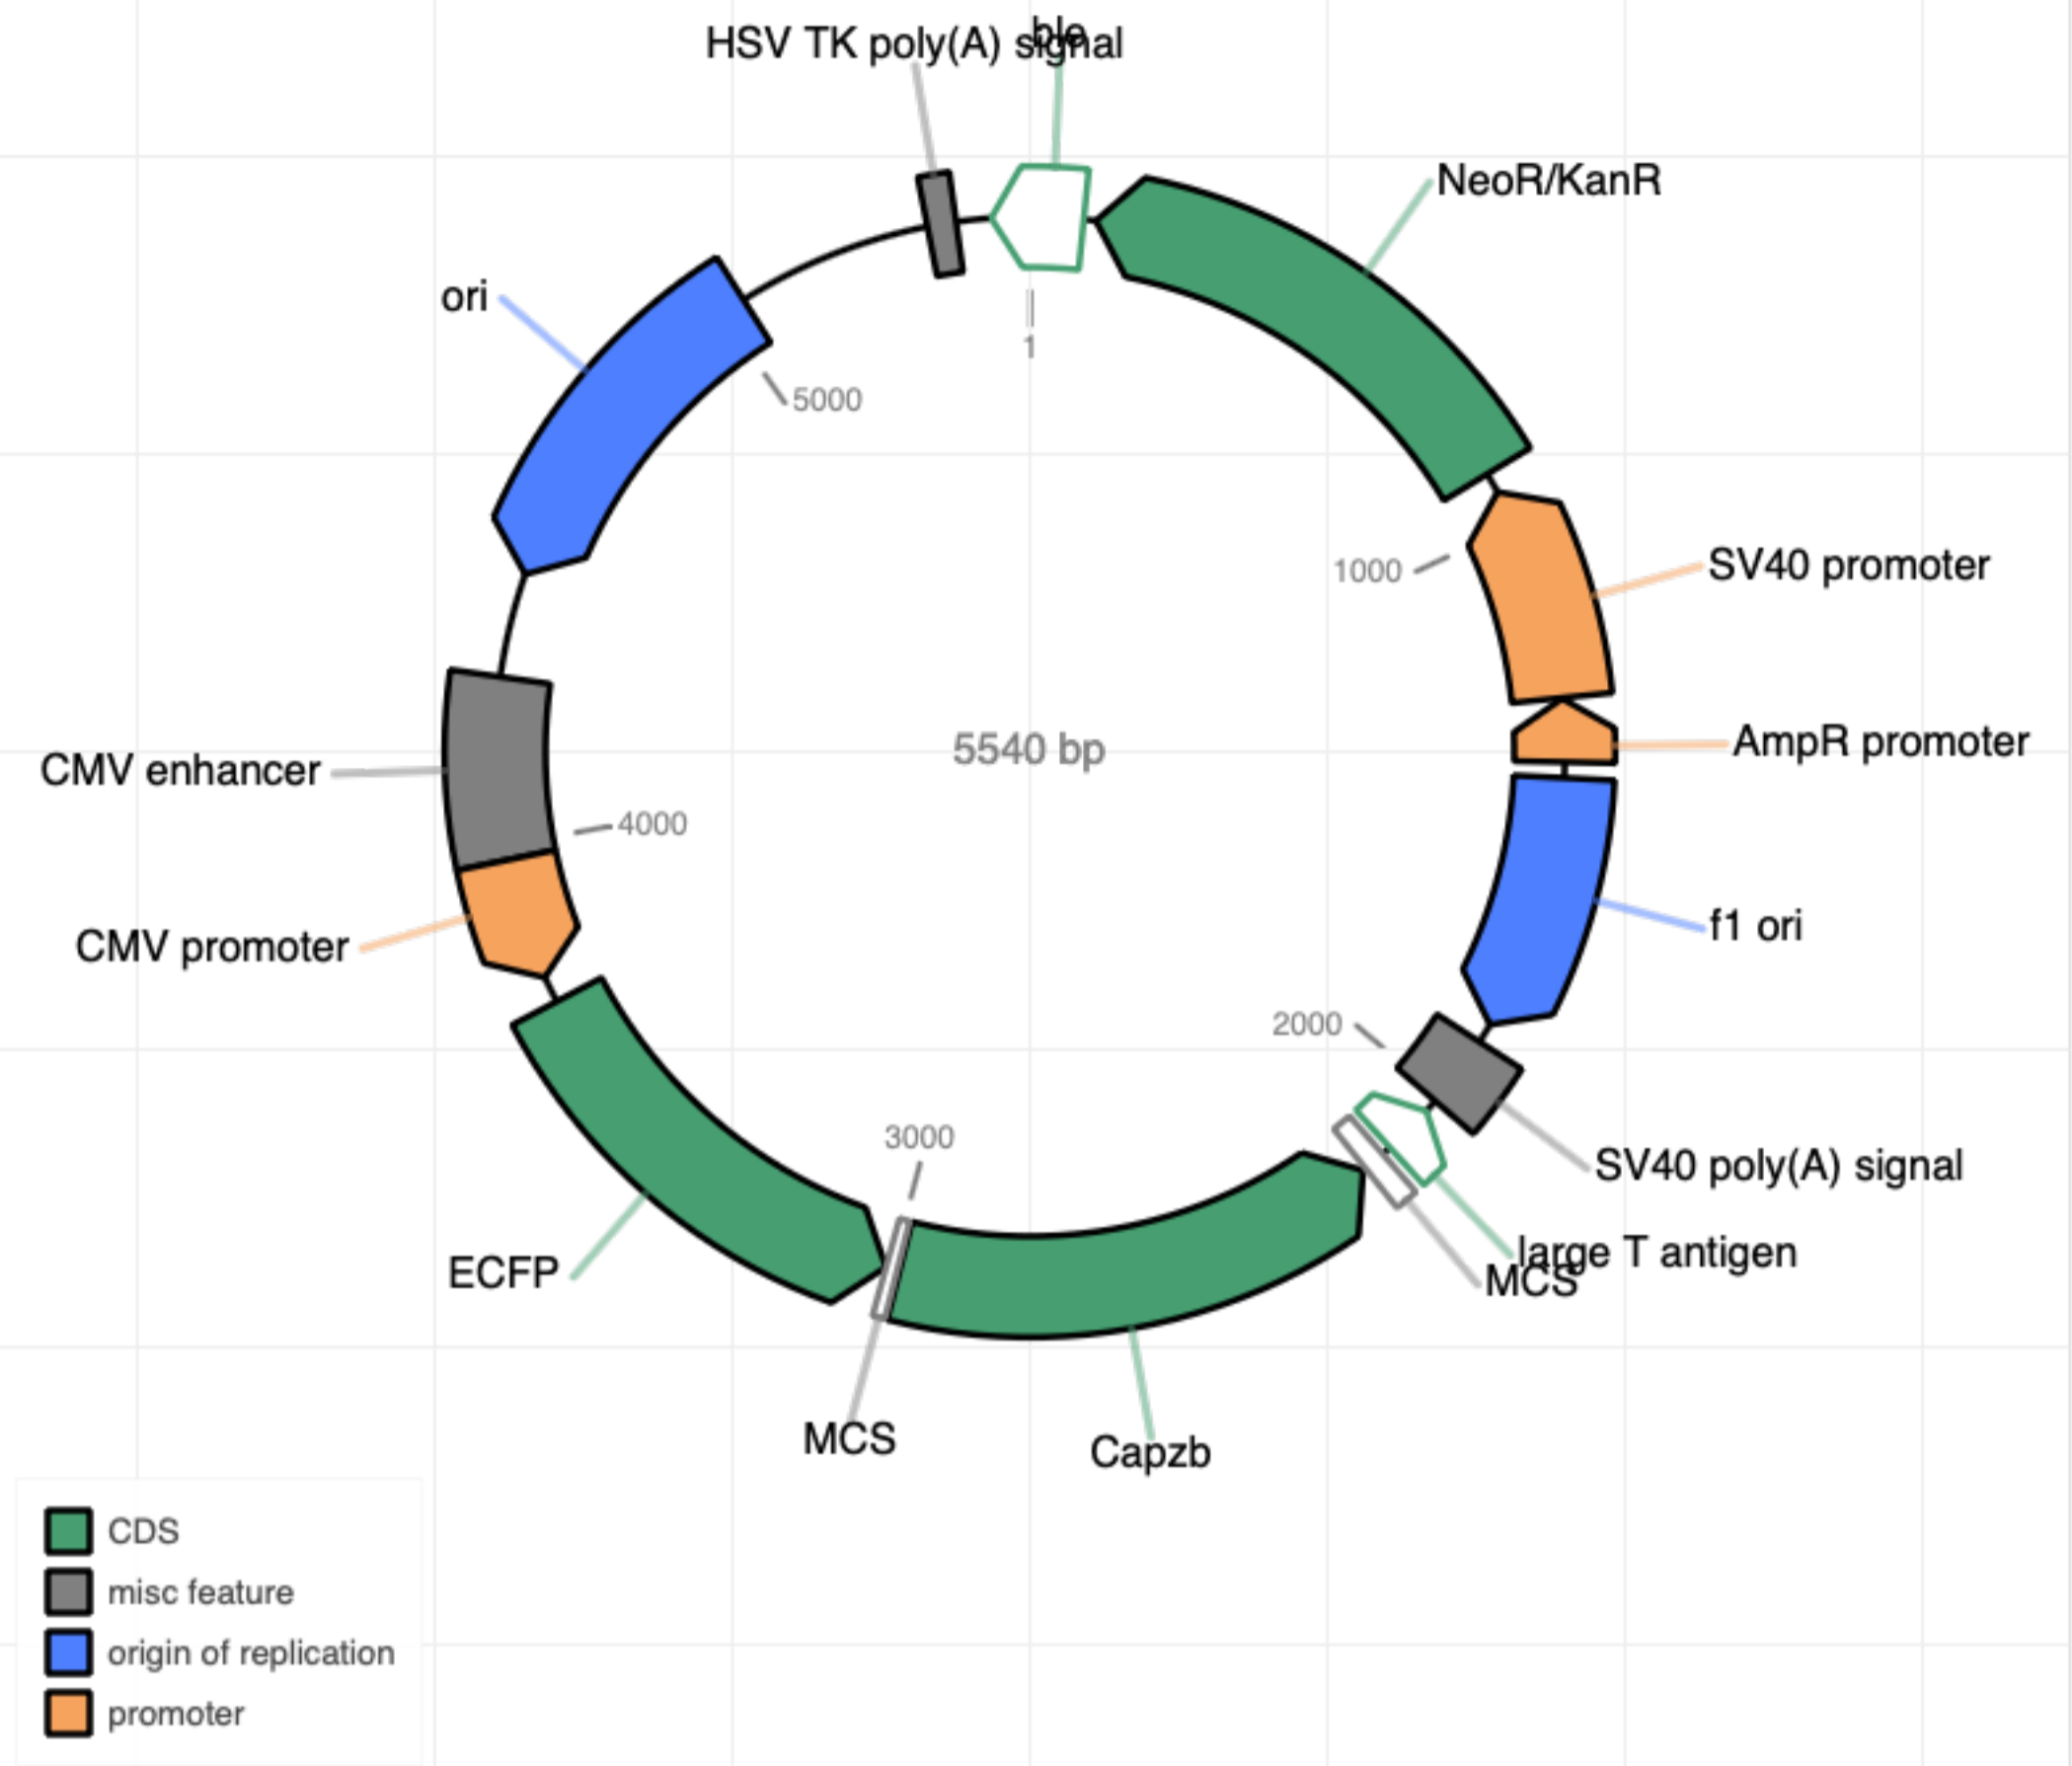 HSV TK poly(A) signal
ble
NeoR/KanR
ori
1
5000
SV40 promoter
1000
AmpR promoter
5540 bp
CMV enhancer
4000
f1 ori
CMV promoter
2000
3000
SV40 poly(A) signal
large T antigen
MCS
ECFP
MCS
Capzb
CDS
misc feature
origin of replication
promoter